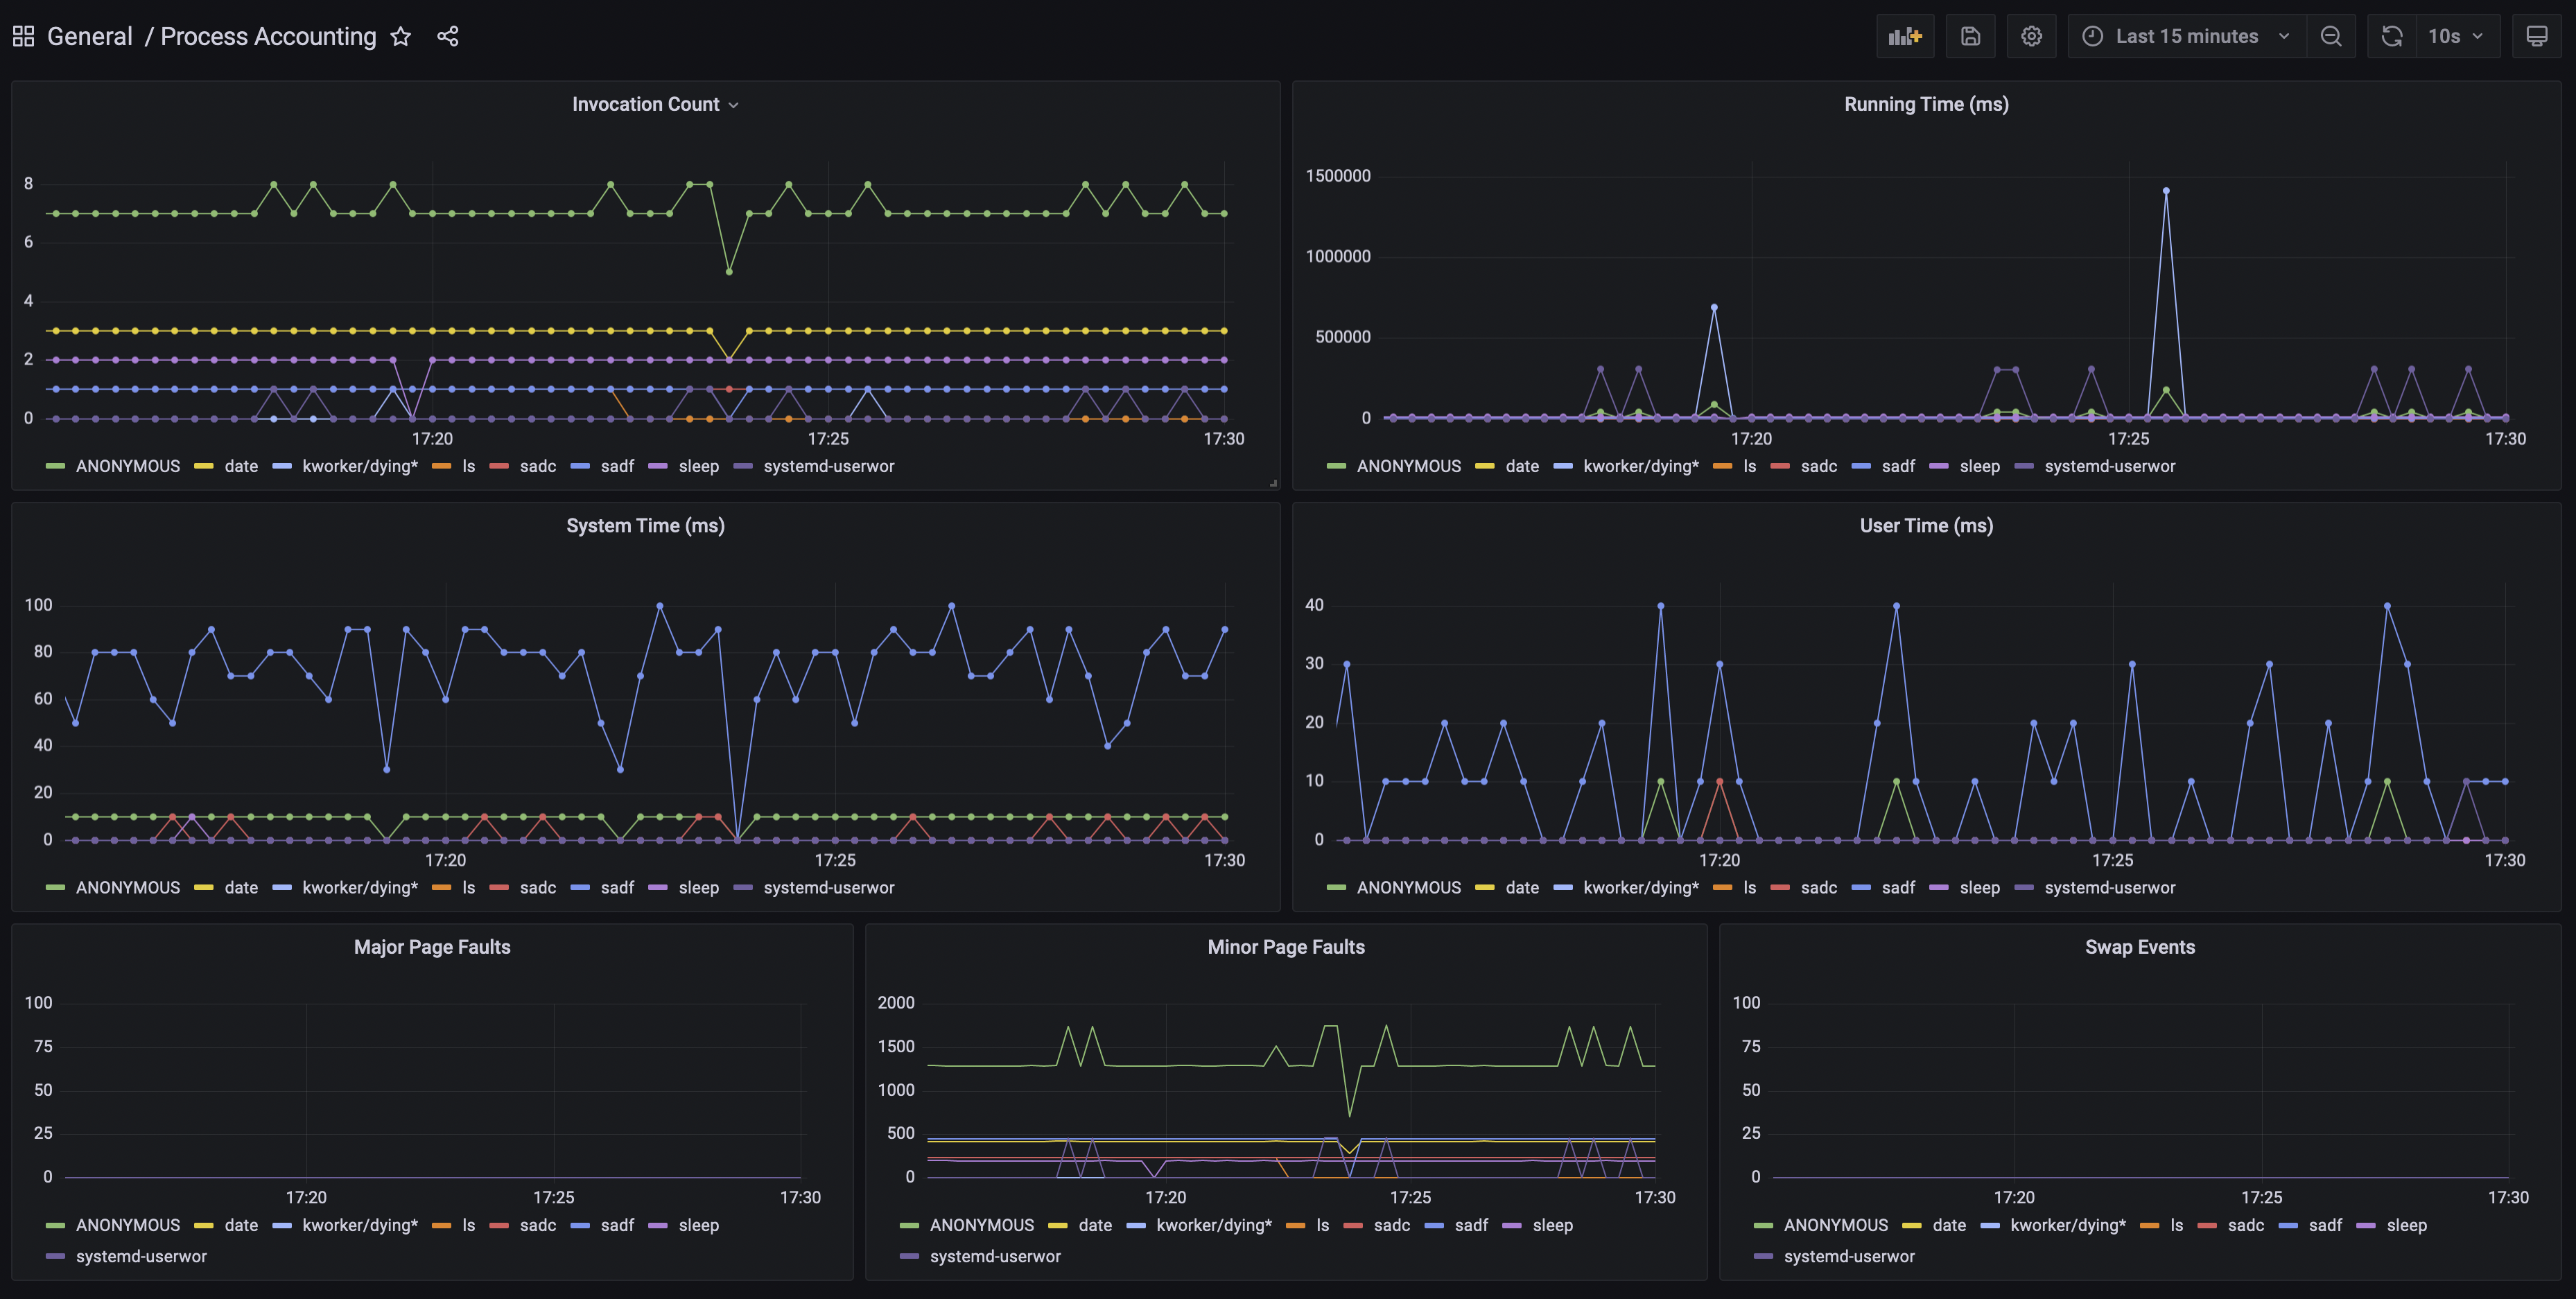 General / Process Accounting
Last 15 minutes
10s
Invocation Count
8
6
4
2
0
17:20 17:25 17:30
ANONYMOUS date kworker/dying* ls sadc sadf sleep systemd-userwor
Running Time (ms)
1500000
1000000
500000
0
17:20 17:25 17:30
ANONYMOUS date kworker/dying* ls sadc sadf sleep systemd-userwor
System Time (ms)
100
80
60
40
20
0
17:20 17:25 17:30
ANONYMOUS date kworker/dying* ls sadc sadf sleep systemd-userwor
User Time (ms)
40
30
20
10
0
17:20 17:25 17:30
ANONYMOUS date kworker/dying* ls sadc sadf sleep systemd-userwor
Major Page Faults
100
75
50
25
0
17:20 17:25 17:30
ANONYMOUS date kworker/dying* ls sadc sadf sleep
systemd-userwor
Minor Page Faults
2000
1500
1000
500
0
17:20 17:25 17:30
ANONYMOUS date kworker/dying* ls sadc sadf sleep
systemd-userwor
Swap Events
100
75
50
25
0
17:20 17:25 17:30
ANONYMOUS date kworker/dying* ls sadc sadf sleep
systemd-userwor